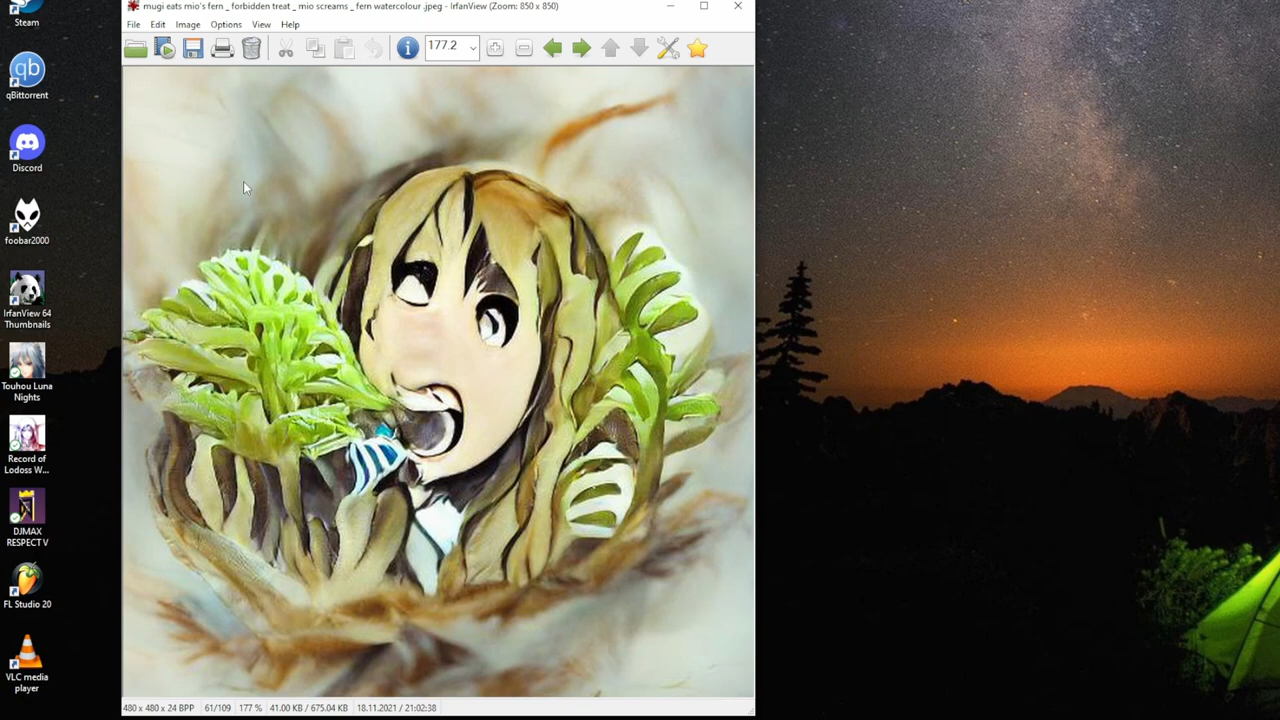 Steam
mugi eats mio's fern _ forbidden treat _ mio screams _ fern watercolour .jpeg - IrfanView (Zoom: 850 x 850)
File Edit Image Options View Help
177.2
qb
qBittorrent
Discord
foobar2000
IrfanView 64
Thumbnails
Touhou Luna
Nights
Record of
Lodoss W...
DJMAX
RESPECT V
FL Studio 20
VLC media
player
480 x 480 x 24 BPP 61/109 177 % 41.00 KB / 675.04 KB 18.11.2021 / 21:02:38